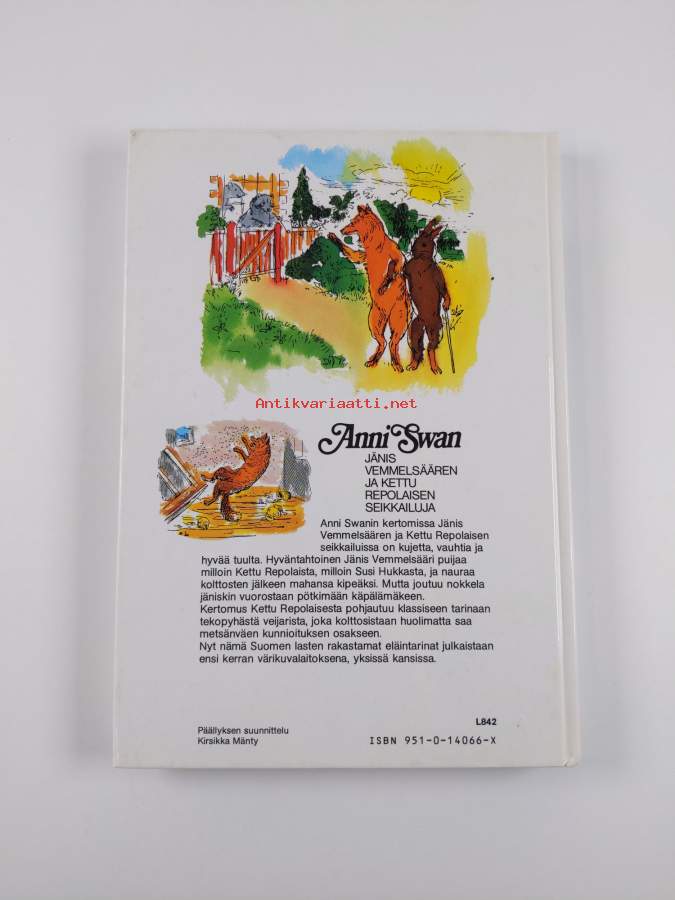 Antikvariaatti.net
Anni Swan
JÄNIS
VEMMELSÄÄREN
JA KETTU
REPOLAISEN
SEIKKAILUJA
Anni Swanin kertomissa Jänis
Vemmelsäären ja Kettu Repolaisen
seikkailuissa on kujetta, vauhtia ja
hyvää tuulta. Hyväntahtoinen Jänis Vemmelsääri puijaa
milloin Kettu Repolaista, milloin Susi Hukkasta, ja nauraa
kolttosten jälkeen mahansa kipeäksi. Mutta joutuu nokkela
jäniskin vuorostaan pötkimään käpälämäkeen.
Kertomus Kettu Repolaisesta pohjautuu klassiseen tarinaan
tekopyhästä veijarista, joka kolttosistaan huolimatta saa
metsänväen kunnioituksen osakseen.
Nyt nämä Suomen lasten rakastamat eläintarinat julkaistaan
ensi kerran värikuvalaitoksena, yksissä kansissa.
L842
Päällyksen suunnittelu
Kirsikka Mänty
ISBN 951-0-14066-X